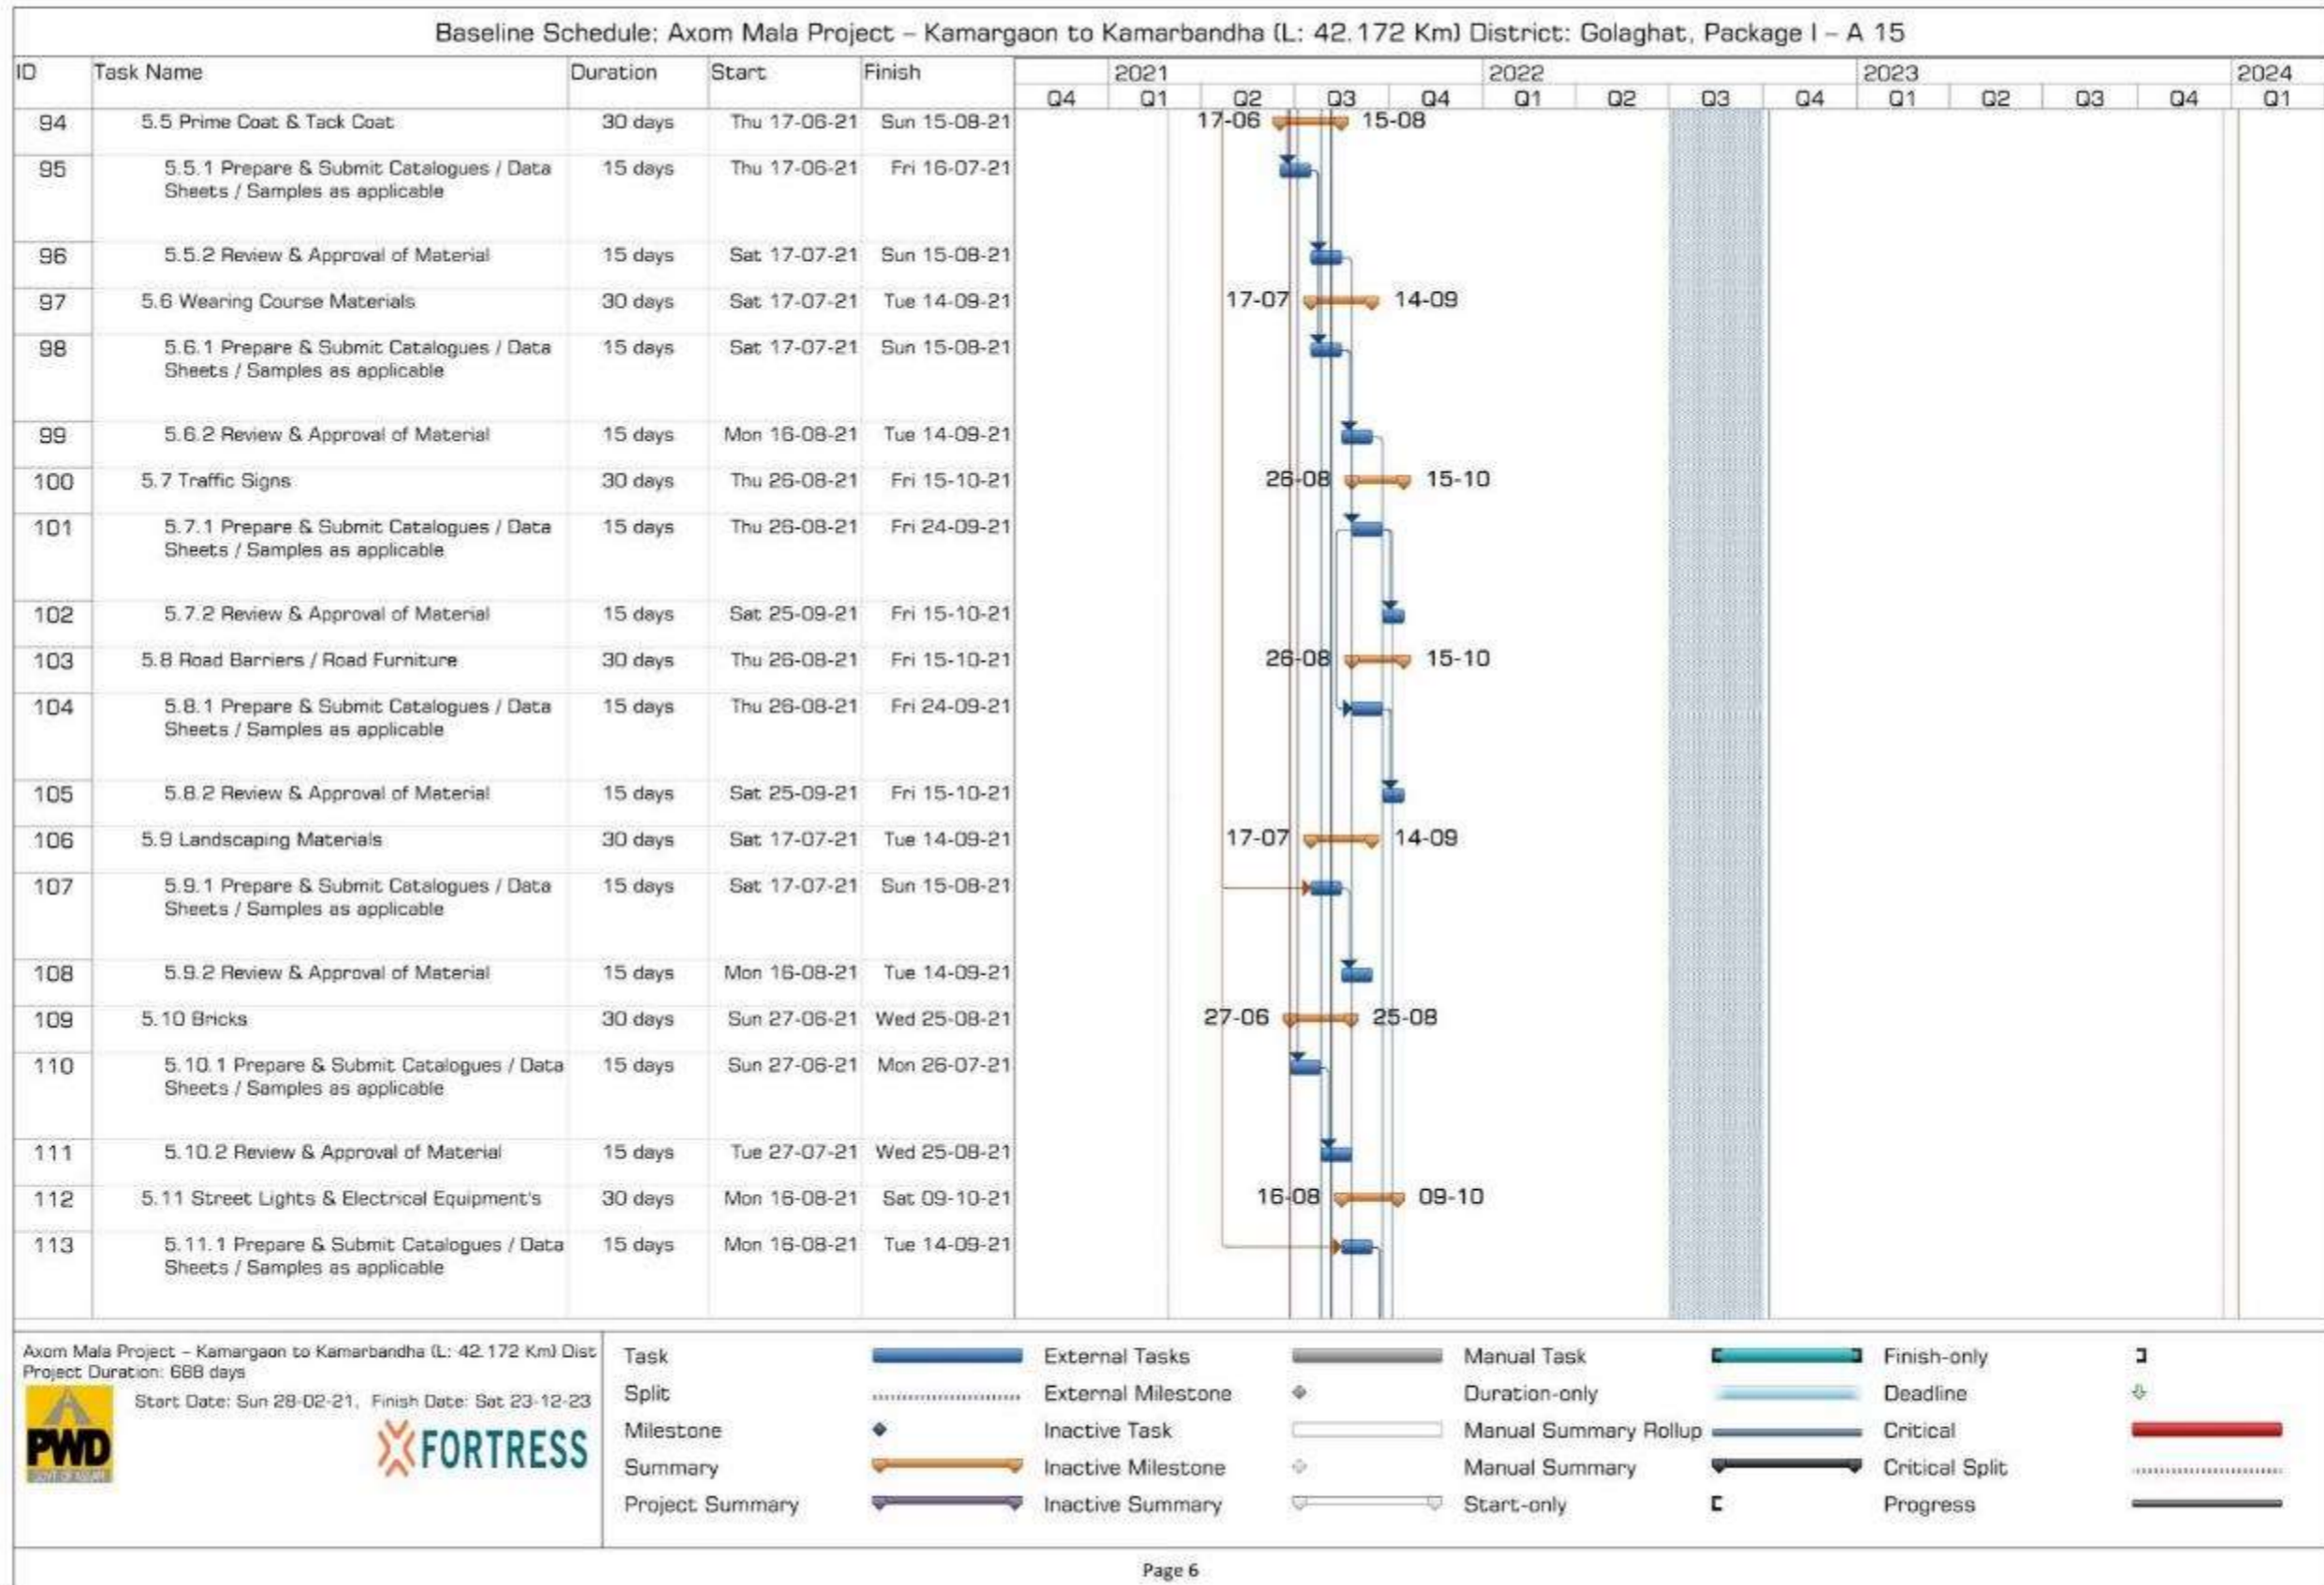 Baseline Schedule: Axom Mala Project – Kamargaon to Kamarbandha (L: 42.172 Km) District: Golaghat, Package I – A 15
ID Task Name Duration Start Finish 2021 2022 2023 2024
Q4 Q1 Q2 Q3 Q4 Q1 Q2 Q3 Q4 Q1 Q2 Q3 Q4 Q1
94 5.5 Prime Coat & Tack Coat 30 days Thu 17-06-21 Sun 15-08-21 17-06 15-08
95 5.5.1 Prepare & Submit Catalogues / Data 15 days Thu 17-06-21 Fri 16-07-21
Sheets / Samples as applicable
96 5.5.2 Review & Approval of Material 15 days Sat 17-07-21 Sun 15-08-21
97 5.6 Wearing Course Materials 30 days Sat 17-07-21 Tue 14-09-21 17-07 14-09
98 5.6.1 Prepare & Submit Catalogues / Data 15 days Sat 17-07-21 Sun 15-08-21
Sheets / Samples as applicable
99 5.6.2 Review & Approval of Material 15 days Mon 16-08-21 Tue 14-09-21
100 5.7 Traffic Signs 30 days Thu 26-08-21 Fri 15-10-21 26-08 15-10
101 5.7.1 Prepare & Submit Catalogues / Data 15 days Thu 26-08-21 Fri 24-09-21
Sheets / Samples as applicable
102 5.7.2 Review & Approval of Material 15 days Sat 25-09-21 Fri 15-10-21
103 5.8 Road Barriers / Road Furniture 30 days Thu 26-08-21 Fri 15-10-21 26-08 15-10
104 5.8.1 Prepare & Submit Catalogues / Data 15 days Thu 26-08-21 Fri 24-09-21
Sheets / Samples as applicable
105 5.8.2 Review & Approval of Material 15 days Sat 25-09-21 Fri 15-10-21
106 5.9 Landscaping Materials 30 days Sat 17-07-21 Tue 14-09-21 17-07 14-09
107 5.9.1 Prepare & Submit Catalogues / Data 15 days Sat 17-07-21 Sun 15-08-21
Sheets / Samples as applicable
108 5.9.2 Review & Approval of Material 15 days Mon 16-08-21 Tue 14-09-21
109 5.10 Bricks 30 days Sun 27-06-21 Wed 25-08-21 27-06 25-08
110 5.10.1 Prepare & Submit Catalogues / Data 15 days Sun 27-06-21 Mon 26-07-21
Sheets / Samples as applicable
111 5.10.2 Review & Approval of Material 15 days Tue 27-07-21 Wed 25-08-21
112 5.11 Street Lights & Electrical Equipment's 30 days Mon 16-08-21 Sat 09-10-21 16-08 09-10
113 5.11.1 Prepare & Submit Catalogues / Data 15 days Mon 16-08-21 Tue 14-09-21
Sheets / Samples as applicable
Axom Mala Project – Kamargaon to Kamarbandha (L: 42.172 Km) Dist
Project Duration: 688 days
Start Date: Sun 28-02-21, Finish Date: Sat 23-12-23
PWD
GOVT OF ASSAM
FORTRESS
Task External Tasks Manual Task Finish-only
Split External Milestone Duration-only Deadline
Milestone Inactive Task Manual Summary Rollup Critical
Summary Inactive Milestone Manual Summary Critical Split
Project Summary Inactive Summary Start-only Progress
Page 6